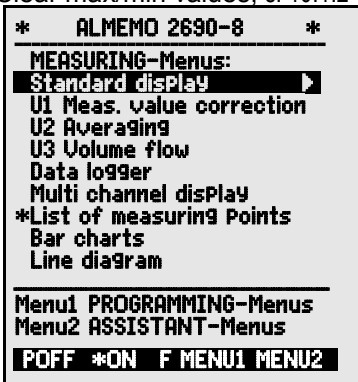 * ALMEMO 2690-8 *
MEASURING-Menus:
Standard display ▶
U1 Meas. value correction
U2 Averaging
U3 Volume flow
Data logger
Multi channel display
*List of measuring points
Bar charts
Line diagram
Menu1 PROGRAMMING-Menus
Menu2 ASSISTANT-Menus
POFF *ON F MENU1 MENU2